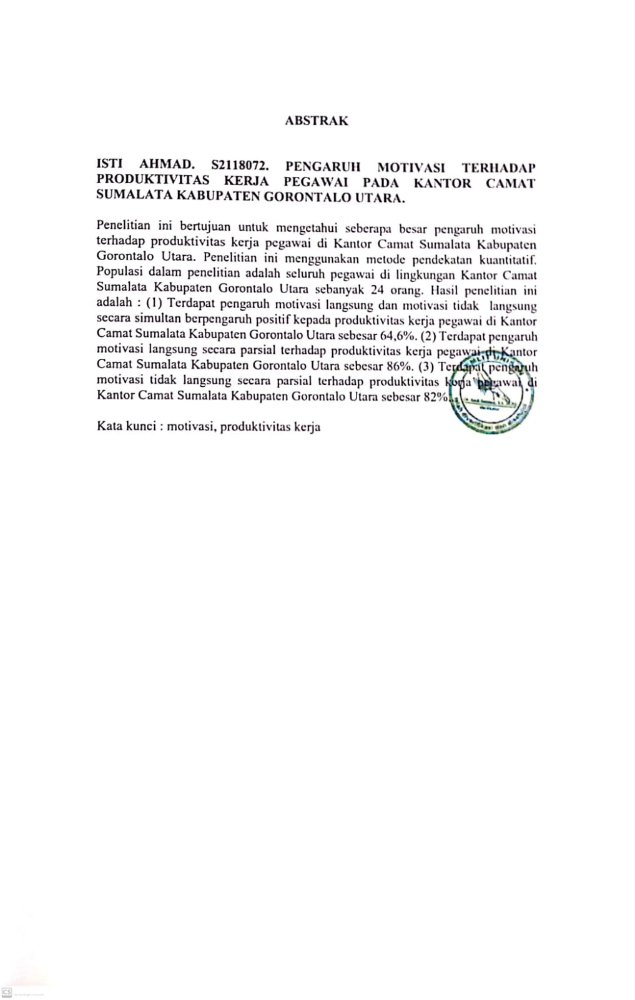 ABSTRAK
ISTI AHMAD. S2118072. PENGARUH MOTIVASI TERHADAP
PRODUKTIVITAS KERJA PEGAWAI PADA KANTOR CAMAT
SUMALATA KABUPATEN GORONTALO UTARA.
Penelitian ini bertujuan untuk mengetahui seberapa besar pengaruh motivasi
terhadap produktivitas kerja pegawai di Kantor Camat Sumalata Kabupaten
Gorontalo Utara. Penelitian ini menggunakan metode pendekatan kuantitatif.
Populasi dalam penelitian adalah seluruh pegawai di lingkungan Kantor Camat
Sumalata Kabupaten Gorontalo Utara sebanyak 24 orang. Hasil penelitian ini
adalah : (1) Terdapat pengaruh motivasi langsung dan motivasi tidak langsung
secara simultan berpengaruh positif kepada produktivitas kerja pegawai di Kantor
Camat Sumalata Kabupaten Gorontalo Utara sebesar 64,6%. (2) Terdapat pengaruh
motivasi langsung secara parsial terhadap produktivitas kerja pegawai di Kantor
Camat Sumalata Kabupaten Gorontalo Utara sebesar 86%. (3) Terdapat pengaruh
motivasi tidak langsung secara parsial terhadap produktivitas kerja pegawai di
Kantor Camat Sumalata Kabupaten Gorontalo Utara sebesar 82%.
Kata kunci : motivasi, produktivitas kerja
CS